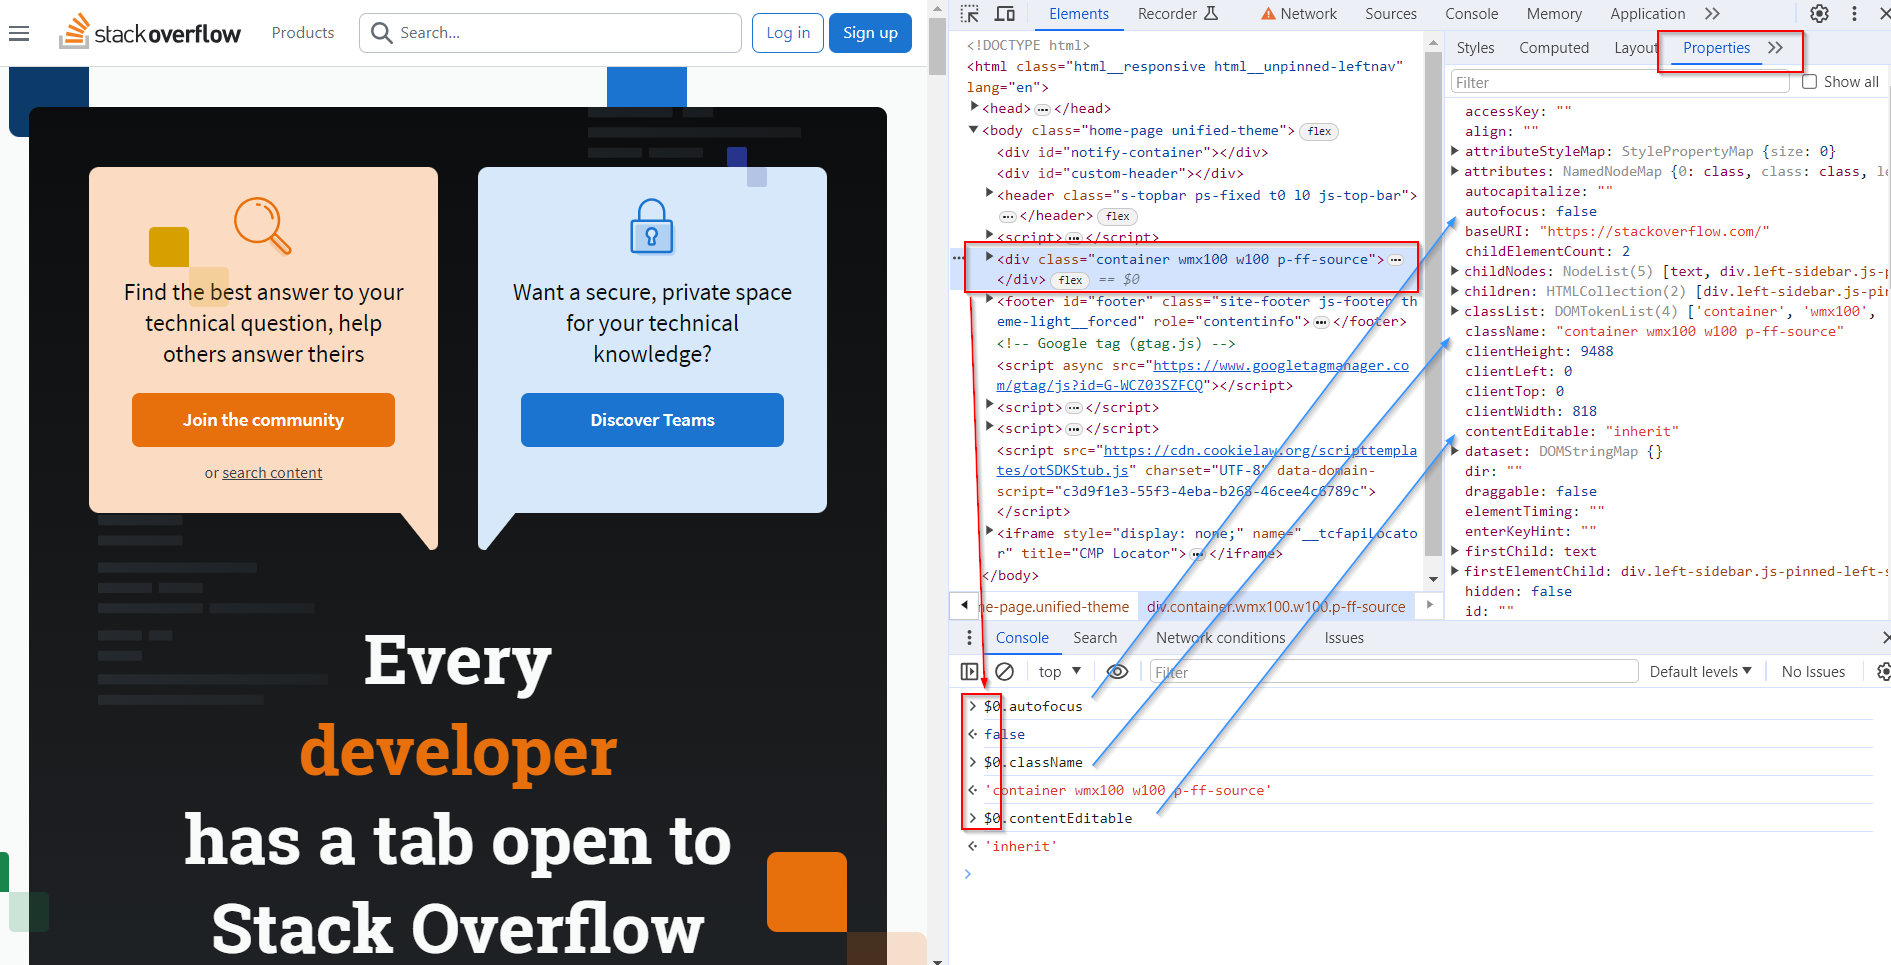 stack overflow
Products
Search...
Log in
Sign up
Find the best answer to your
technical question, help
others answer theirs
Join the community
or search content
Want a secure, private space
for your technical
knowledge?
Discover Teams
Every
developer
has a tab open to
Stack Overflow
Elements
Recorder
Network
Sources
Console
Memory
Application
<!DOCTYPE html>
<html class="html__responsive html__unpinned-leftnav"
lang="en">
<head> … </head>
<body class="home-page unified-theme"> flex
<div id="notify-container"></div>
<div id="custom-header"></div>
<header class="s-topbar ps-fixed t0 l0 js-top-bar">
… </header> flex
<script> … </script>
<div class="container wmx100 w100 p-ff-source"> …
</div> flex == $0
<footer id="footer" class="site-footer js-footer th
eme-light__forced" role="contentinfo"> … </footer>
<!-- Google tag (gtag.js) -->
<script async src="https://www.googletagmanager.co
m/gtag/js?id=G-WCZ03SZFCQ"></script>
<script> … </script>
<script> … </script>
<script src="https://cdn.cookielaw.org/scripttempla
tes/otSDKStub.js" charset="UTF-8" data-domain-
script="c3d9f1e3-55f3-4eba-b268-46cee4c6789c">
</script>
<iframe style="display: none;" name="__tcfapiLocato
r" title="CMP Locator"> … </iframe>
</body>
ne-page.unified-theme
div.container.wmx100.w100.p-ff-source
Styles
Computed
Layout
Properties
Filter
Show all
accessKey: ""
align: ""
attributeStyleMap: StylePropertyMap {size: 0}
attributes: NamedNodeMap {0: class, class: class, le
autocapitalize: ""
autofocus: false
baseURI: "https://stackoverflow.com/"
childElementCount: 2
childNodes: NodeList(5) [text, div.left-sidebar.js-p
children: HTMLCollection(2) [div.left-sidebar.js-pin
classList: DOMTokenList(4) ['container', 'wmx100',
className: "container wmx100 w100 p-ff-source"
clientHeight: 9488
clientLeft: 0
clientTop: 0
clientWidth: 818
contentEditable: "inherit"
dataset: DOMStringMap {}
dir: ""
draggable: false
elementTiming: ""
enterKeyHint: ""
firstChild: text
firstElementChild: div.left-sidebar.js-pinned-left-s
hidden: false
id: ""
Console
Search
Network conditions
Issues
top
Filter
Default levels
No Issues
$0.autofocus
false
$0.className
'container wmx100 w100 p-ff-source'
$0.contentEditable
'inherit'